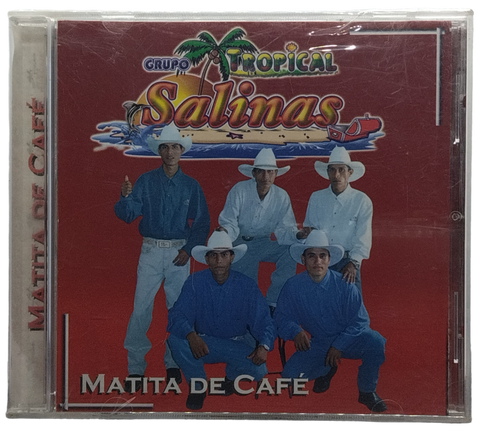 GRUPO TROPICAL
Salinas
MATITA DE CAFÉ
MATITA DE CAFÉ